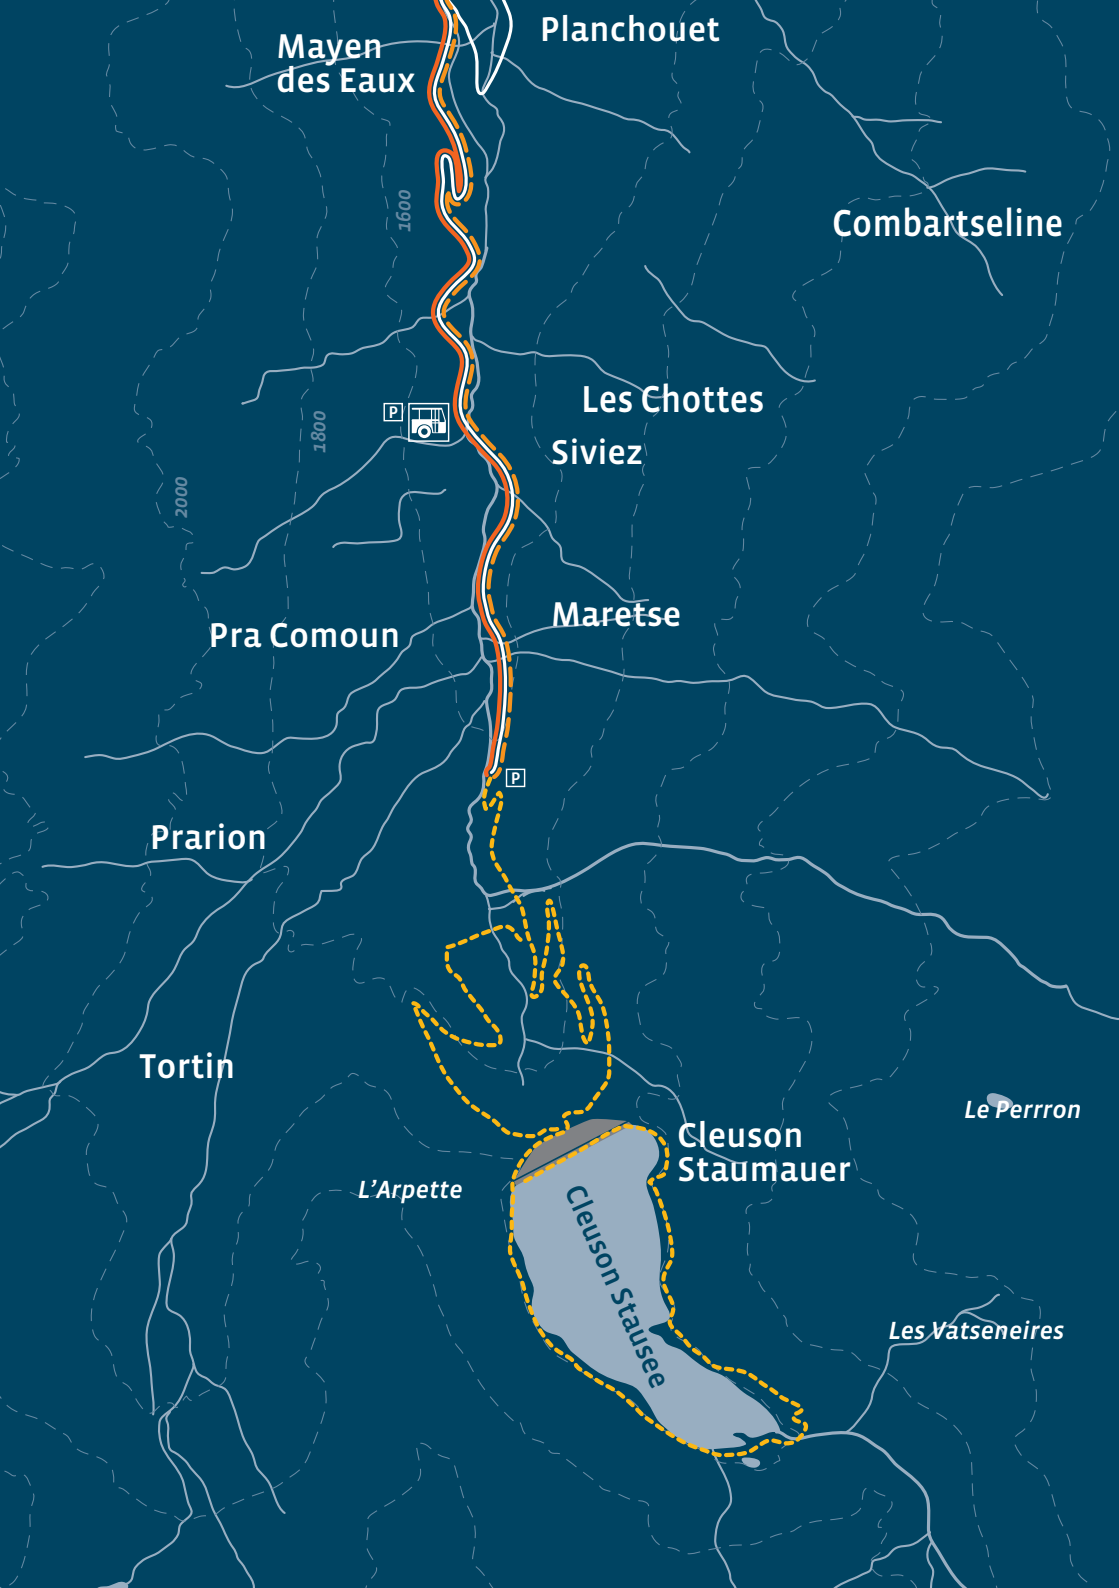 Planchouet
Mayen
des Eaux
1600
Combartseline
P
Les Chottes
1800
Siviez
2000
Maretse
Pra Comoun
P
Prarion
Tortin
Le Perrron
Cleuson
Staumauer
L'Arpette
Cleuson Stausee
Les Vatseneires